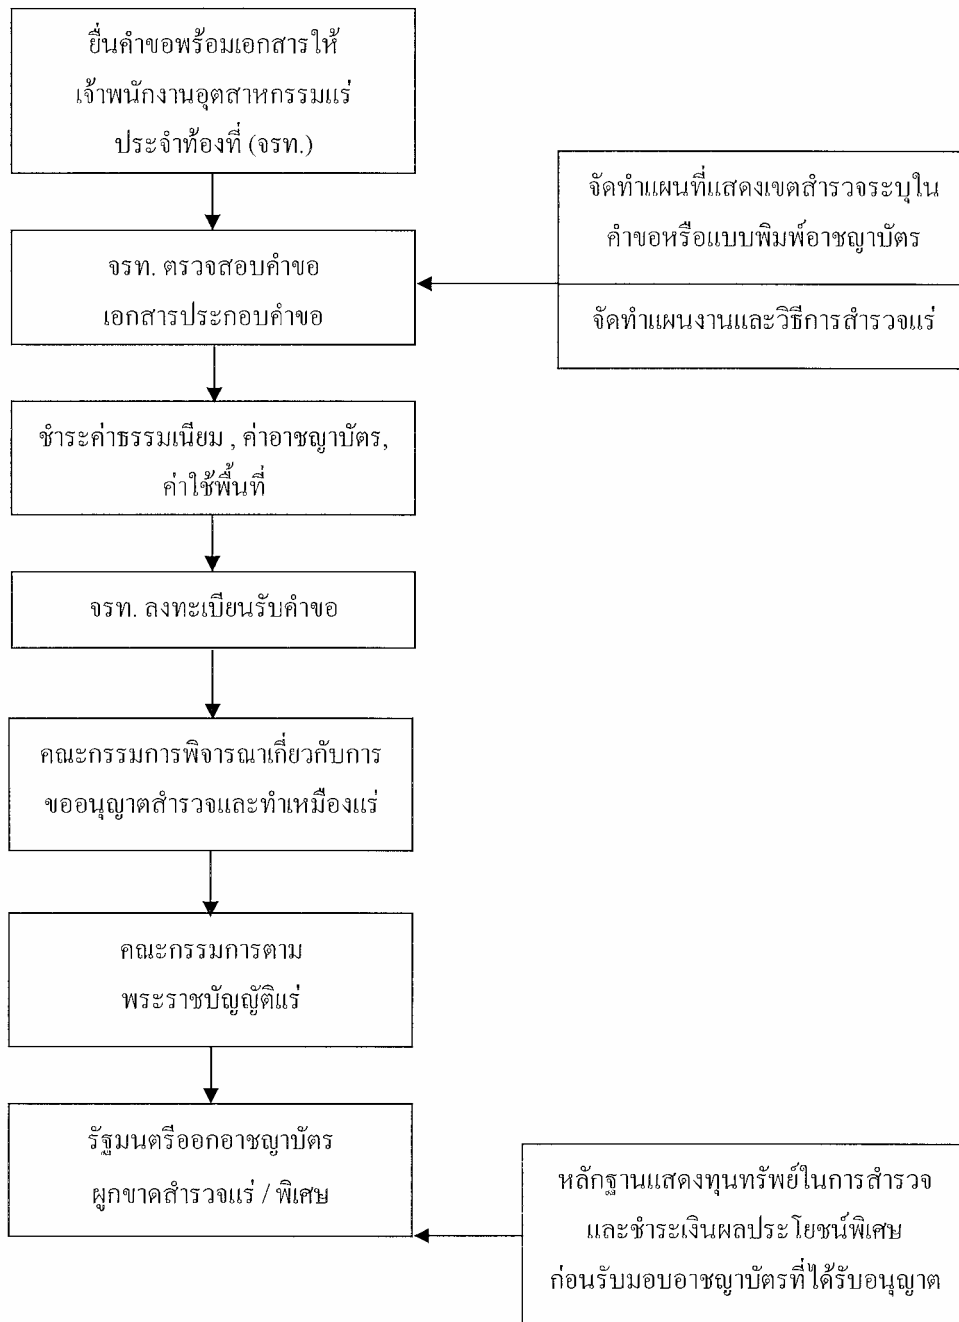 ยื่นคำขอพร้อมเอกสารให้
เจ้าพนักงานอุตสาหกรรมแร่
ประจำท้องที่ (จรท.)
จัดทำแผนที่แสดงเขตสำรวจระบุใน
คำขอหรือแบบพิมพ์อาชญาบัตร
จรท. ตรวจสอบคำขอ
เอกสารประกอบคำขอ
จัดทำแผนงานและวิธีการสำรวจแร่
ชำระค่าธรรมเนียม , ค่าอาชญาบัตร,
ค่าใช้พื้นที่
จรท. ลงทะเบียนรับคำขอ
คณะกรรมการพิจารณาเกี่ยวกับการ
ขออนุญาตสำรวจและทำเหมืองแร่
คณะกรรมการตาม
พระราชบัญญัติแร่
รัฐมนตรีออกอาชญาบัตร
ผูกขาดสำรวจแร่ / พิเศษ
หลักฐานแสดงทุนทรัพย์ในการสำรวจ
และชำระเงินผลประโยชน์พิเศษ
ก่อนรับมอบอาชญาบัตรที่ได้รับอนุญาต